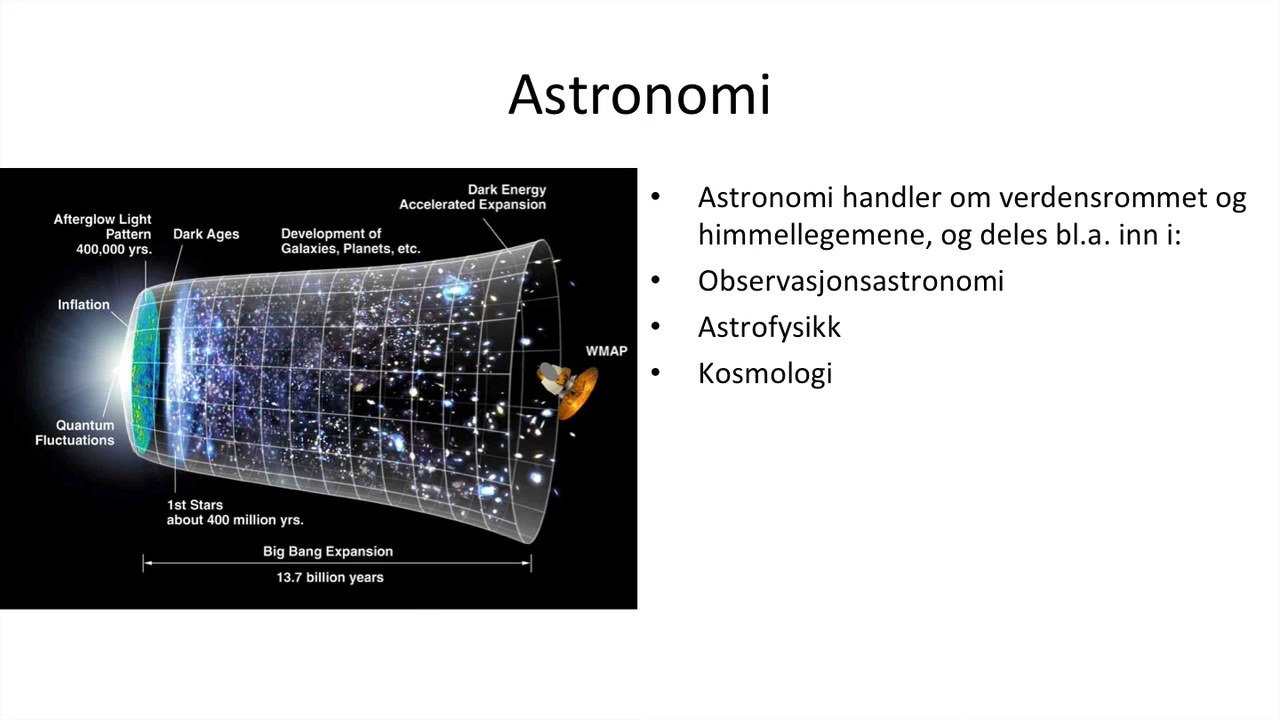 Astronomi
Dark Energy
Accelerated Expansion
Afterglow Light
Pattern
400,000 yrs.
Dark Ages
Development of
Galaxies, Planets, etc.
Inflation
WMAP
Quantum
Fluctuations
1st Stars
about 400 million yrs.
Big Bang Expansion
13.7 billion years
• Astronomi handler om verdensrommet og
himmellegemene, og deles bl.a. inn i:
• Observasjonsastronomi
• Astrofysikk
• Kosmologi